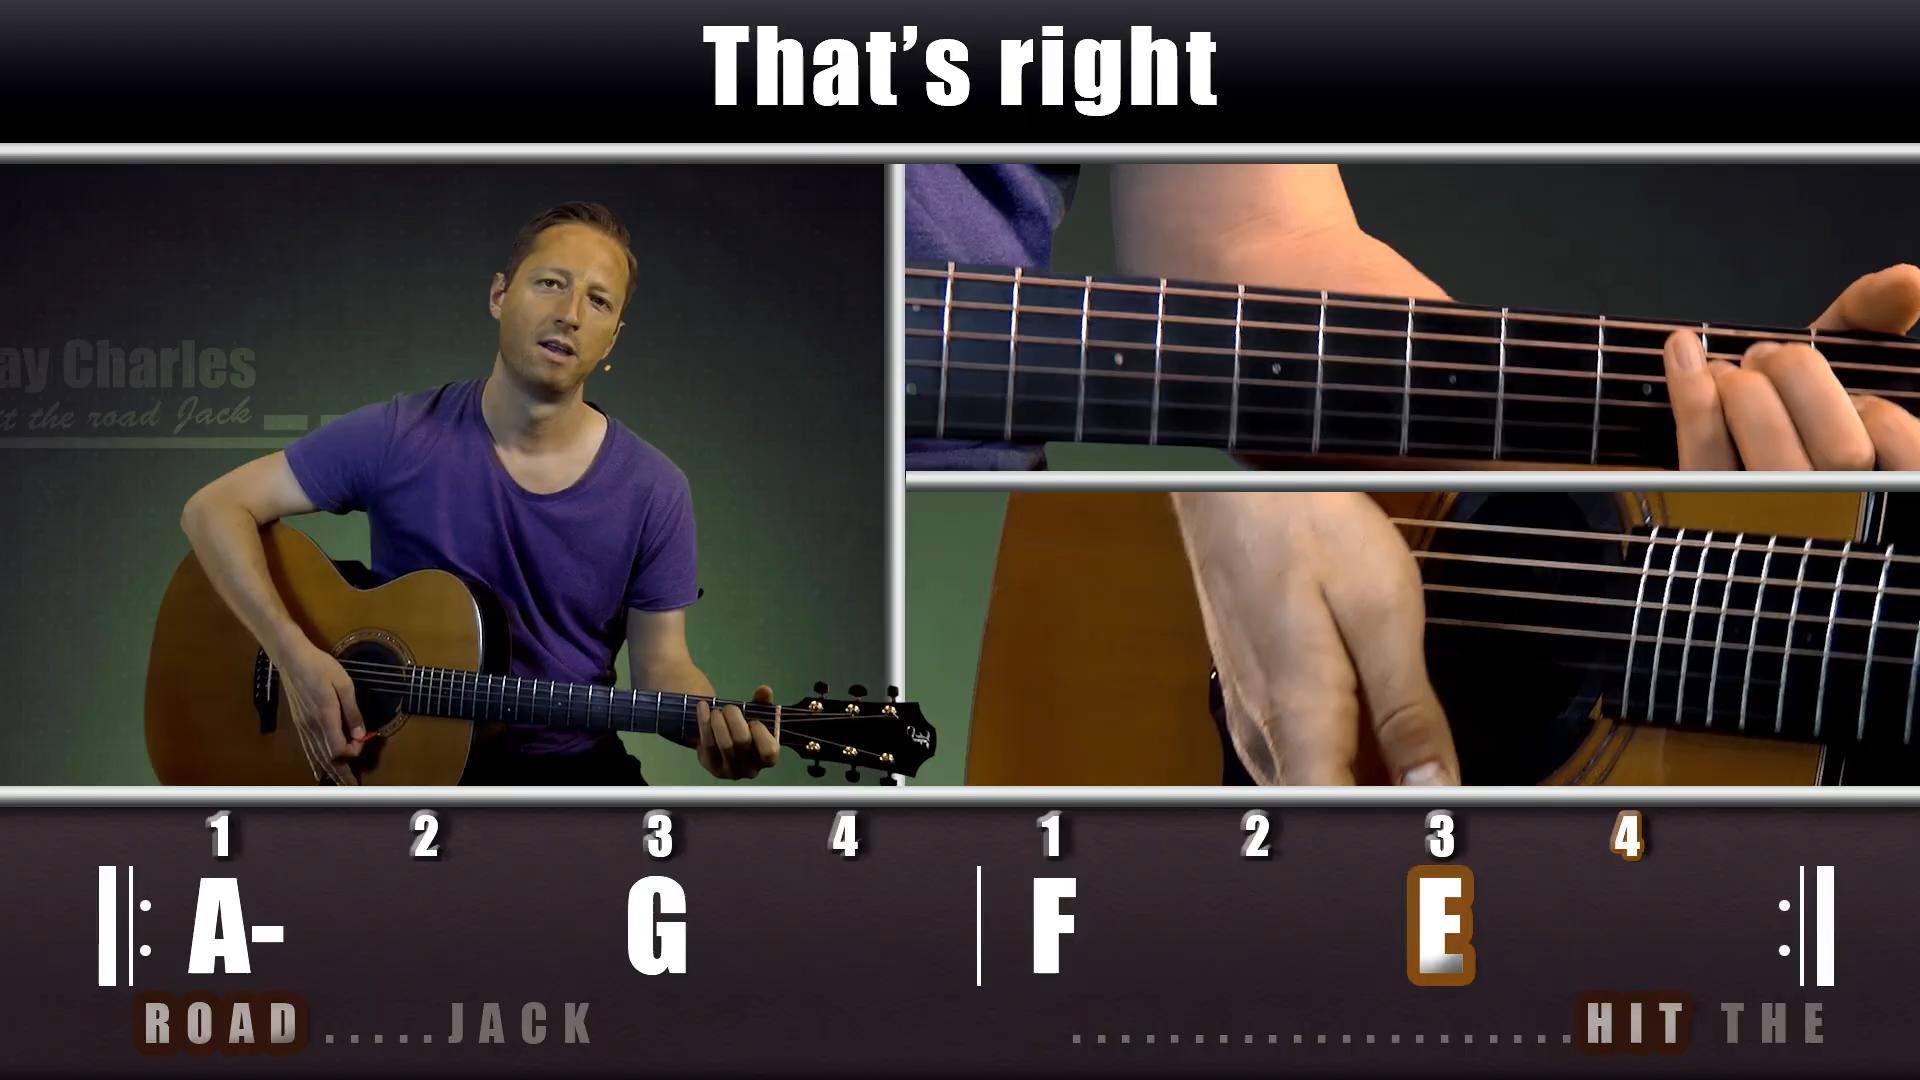 That's right
ay Charles
it the road Jack
1 2 3 4 1 2 3 4
A- G F E
ROAD.....JACK .....................HIT THE